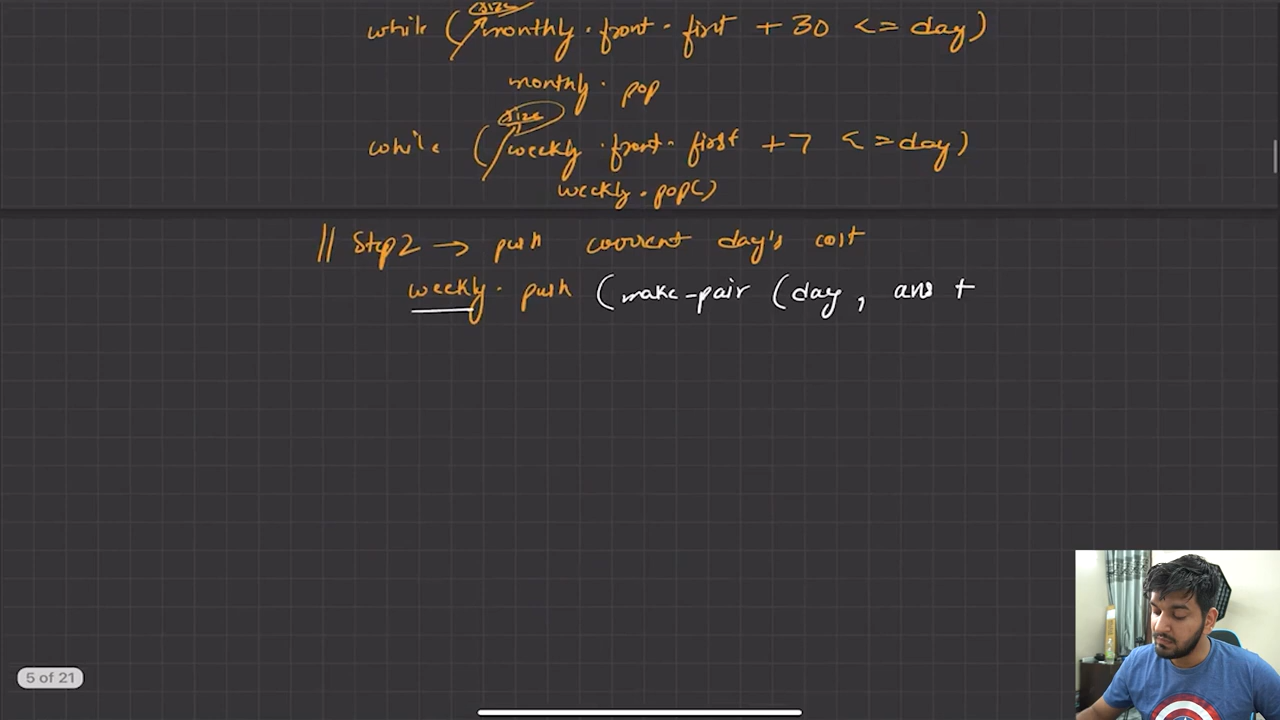 size
while ( monthly . front . first + 30 <= day )
monthly . pop
size
while ( weekly . front . first + 7 <= day )
weekly . pop()
// Step2 → push current day's cost
weekly . push ( make-pair ( day , ans +
5 of 21